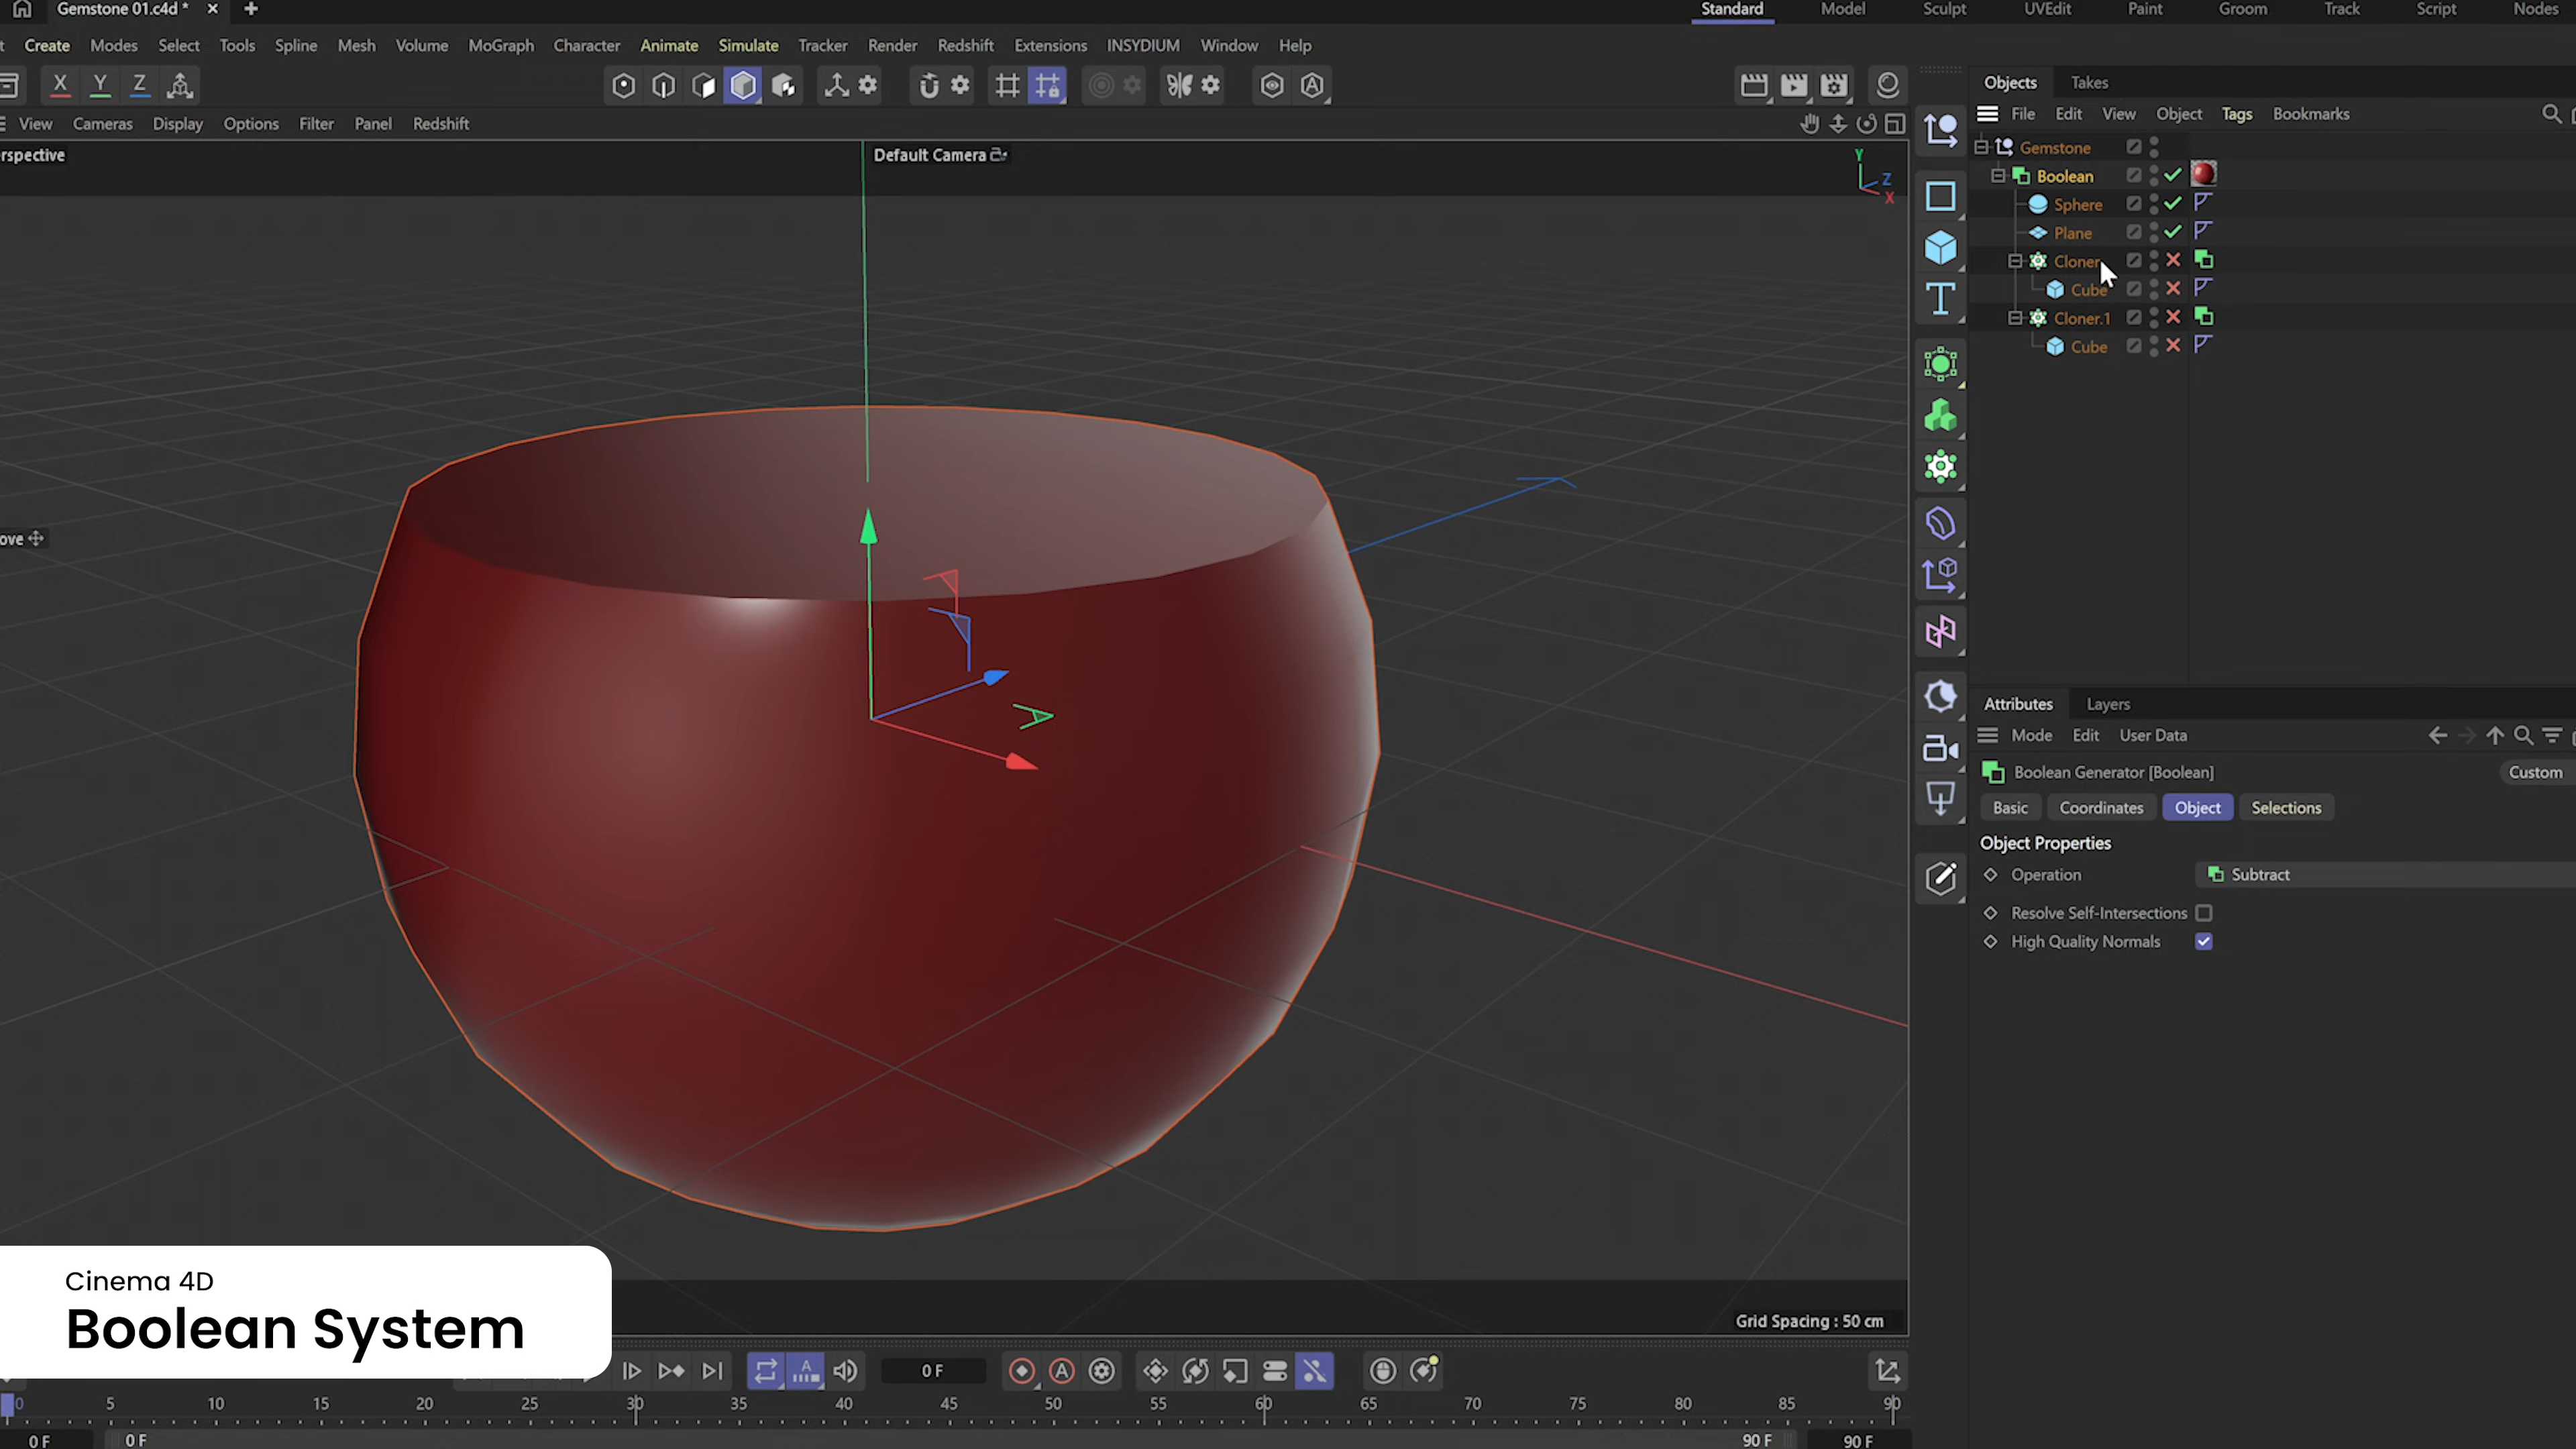 Gemstone 01.c4d *
Standard Model Sculpt UVEdit Paint Groom Track Script Nodes
Create Modes Select Tools Spline Mesh Volume MoGraph Character Animate Simulate Tracker Render Redshift Extensions INSYDIUM Window Help
X Y Z
View Cameras Display Options Filter Panel Redshift
rspective
Default Camera
Y
Z
X
ove
Grid Spacing : 50 cm
Objects Takes
File Edit View Object Tags Bookmarks
Gemstone
Boolean
Sphere
Plane
Cloner
Cube
Cloner.1
Cube
Attributes Layers
Mode Edit User Data
Boolean Generator [Boolean]
Custom
Basic Coordinates Object Selections
Object Properties
Operation Subtract
Resolve Self-Intersections
High Quality Normals
Cinema 4D
Boolean System
0 F
0 5 10 15 20 25 30 35 40 45 50 55 60 65 70 75 80 85 90
0 F 0 F 90 F 90 F